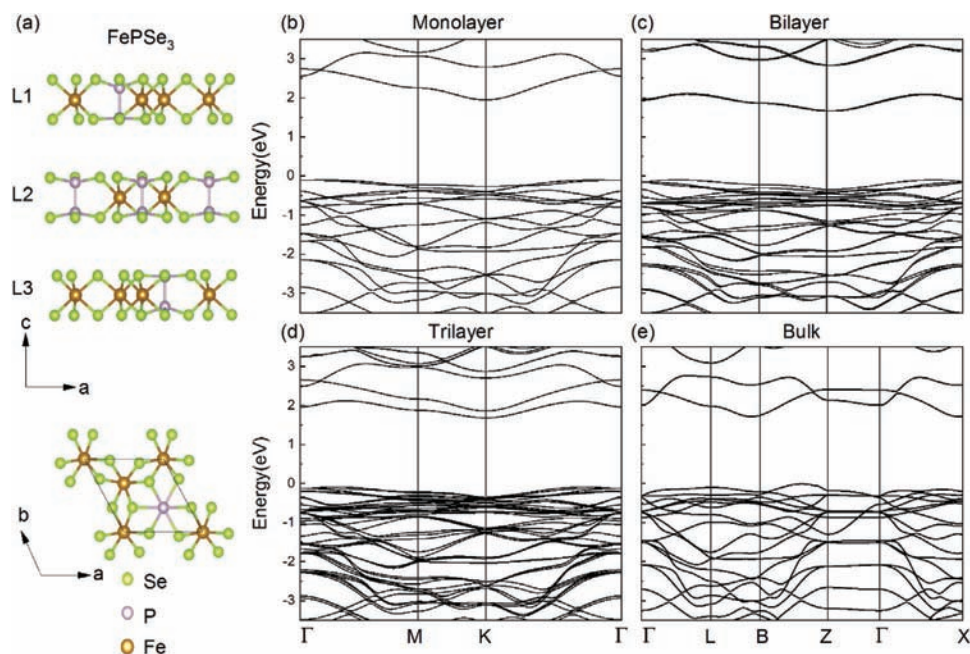 (a)
FePSe3
L1
L2
L3
c
a
b
a
Se
P
Fe
(b) Monolayer
Energy(eV)
3
2
1
0
-1
-2
-3
(c) Bilayer
Γ L B Z Γ X
(d) Trilayer
Energy(eV)
3
2
1
0
-1
-2
-3
Γ M K Γ
(e) Bulk